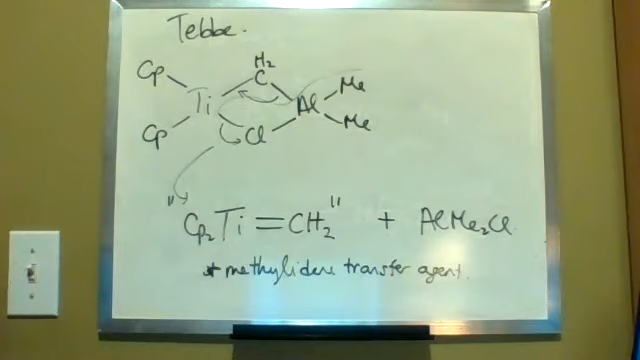 Tebbe.
H₂
Cp C Me
Ti Al
Cp Cl Me
"Cp₂Ti=CH₂" + AlMe₂Cl
* methylidene transfer agent.